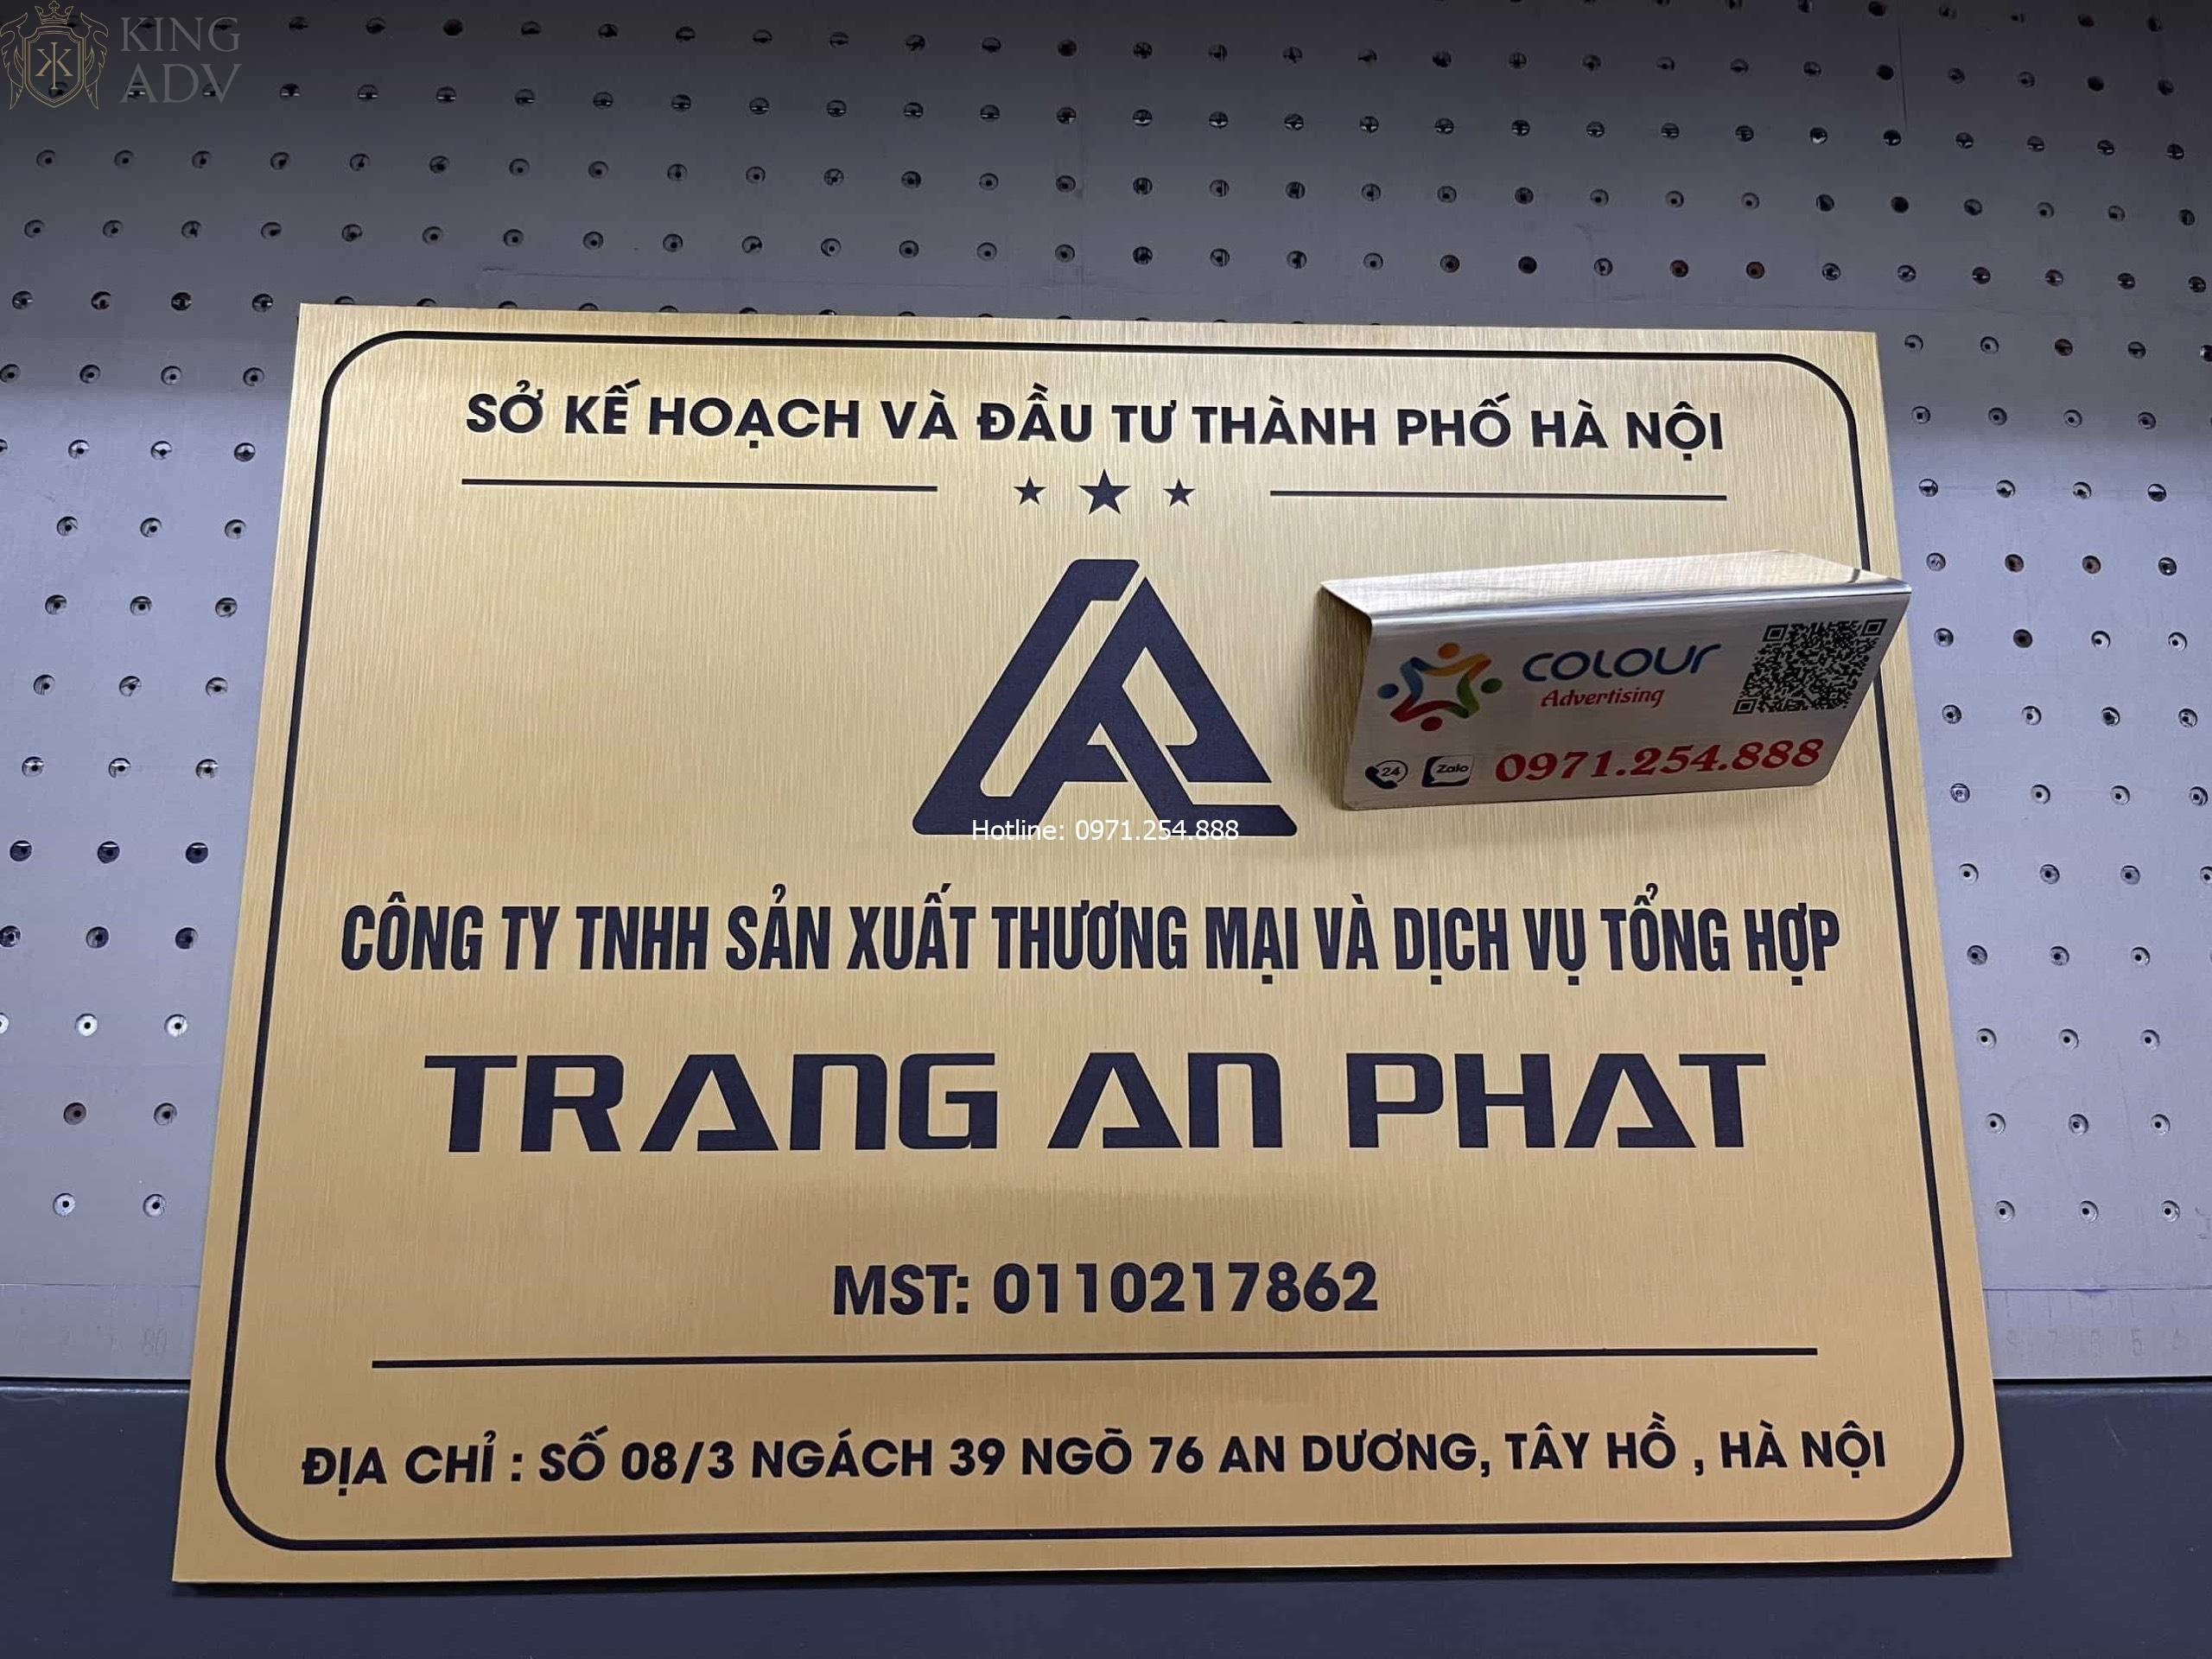 KING
ADV
SỞ KẾ HOẠCH VÀ ĐẦU TƯ THÀNH PHỐ HÀ NỘI
COLOUR
Advertising
24 Zalo 0971.254.888
Hotline: 0971.254.888
CÔNG TY TNHH SẢN XUẤT THƯƠNG MẠI VÀ DỊCH VỤ TỔNG HỢP
TRANG AN PHAT
MST: 0110217862
ĐỊA CHỈ : SỐ 08/3 NGÁCH 39 NGÕ 76 AN DƯƠNG, TÂY HỒ , HÀ NỘI